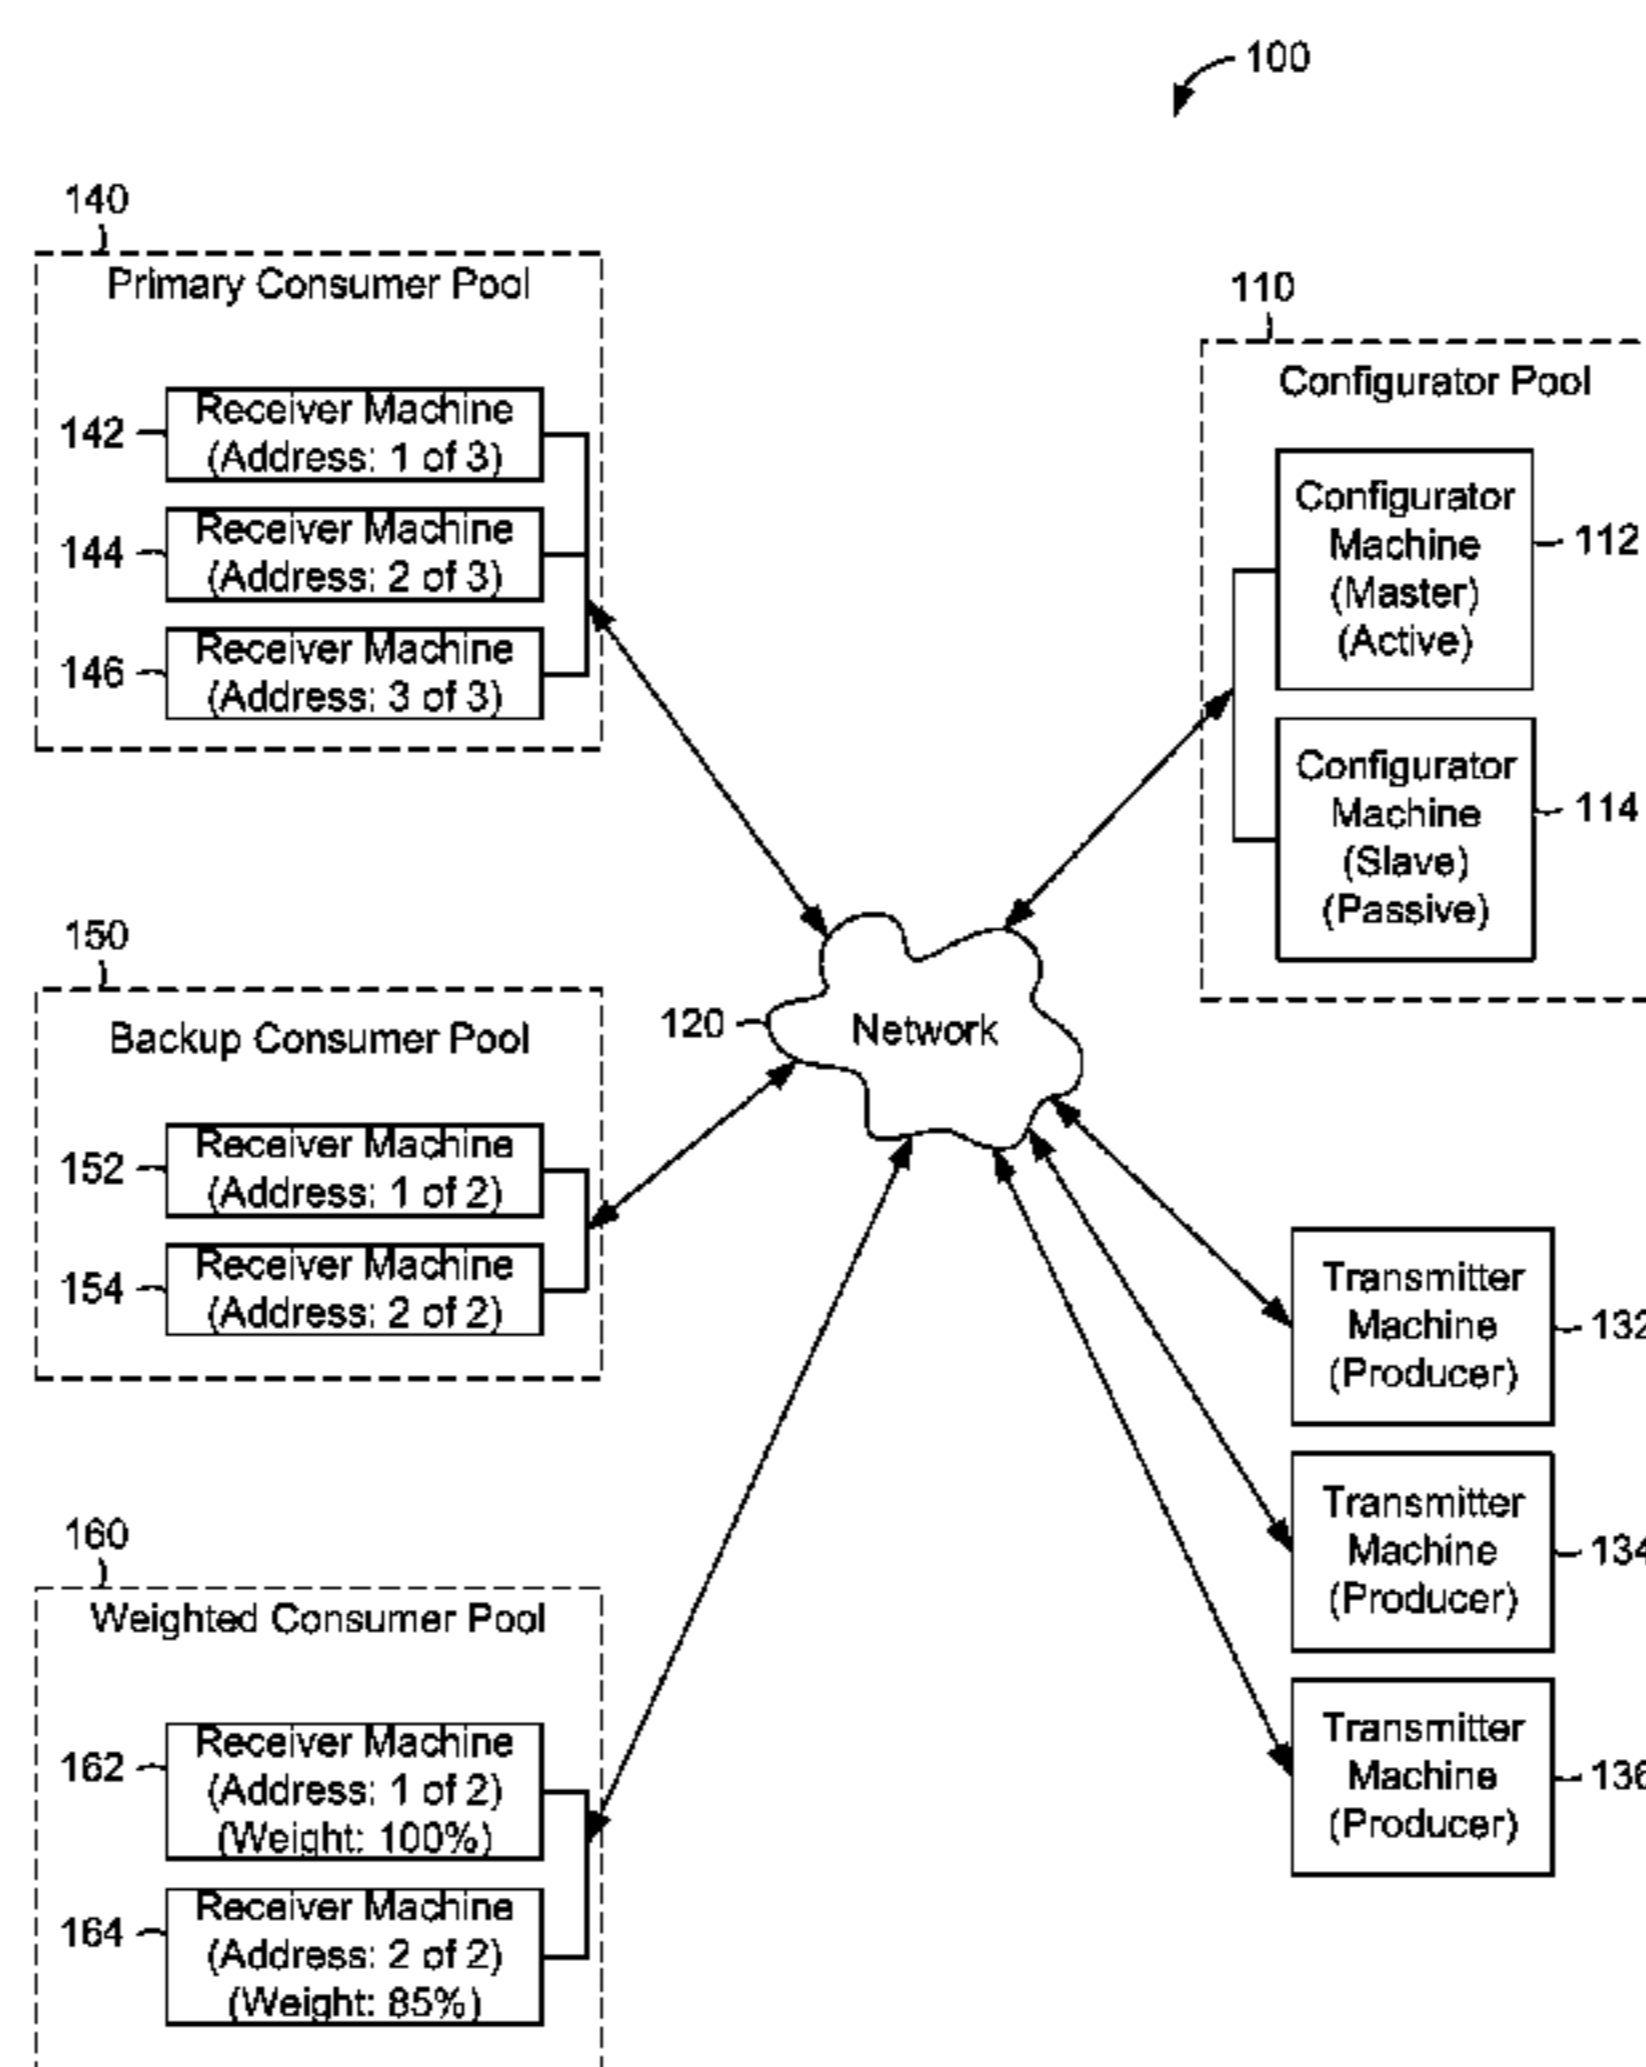 100
140
Primary Consumer Pool
142
Receiver Machine
(Address: 1 of 3)
144
Receiver Machine
(Address: 2 of 3)
146
Receiver Machine
(Address: 3 of 3)
110
Configurator Pool
Configurator
Machine
(Master)
(Active)
112
Configurator
Machine
(Slave)
(Passive)
114
150
Backup Consumer Pool
152
Receiver Machine
(Address: 1 of 2)
154
Receiver Machine
(Address: 2 of 2)
120
Network
Transmitter
Machine
(Producer)
132
Transmitter
Machine
(Producer)
134
Transmitter
Machine
(Producer)
136
160
Weighted Consumer Pool
162
Receiver Machine
(Address: 1 of 2)
(Weight: 100%)
164
Receiver Machine
(Address: 2 of 2)
(Weight: 85%)